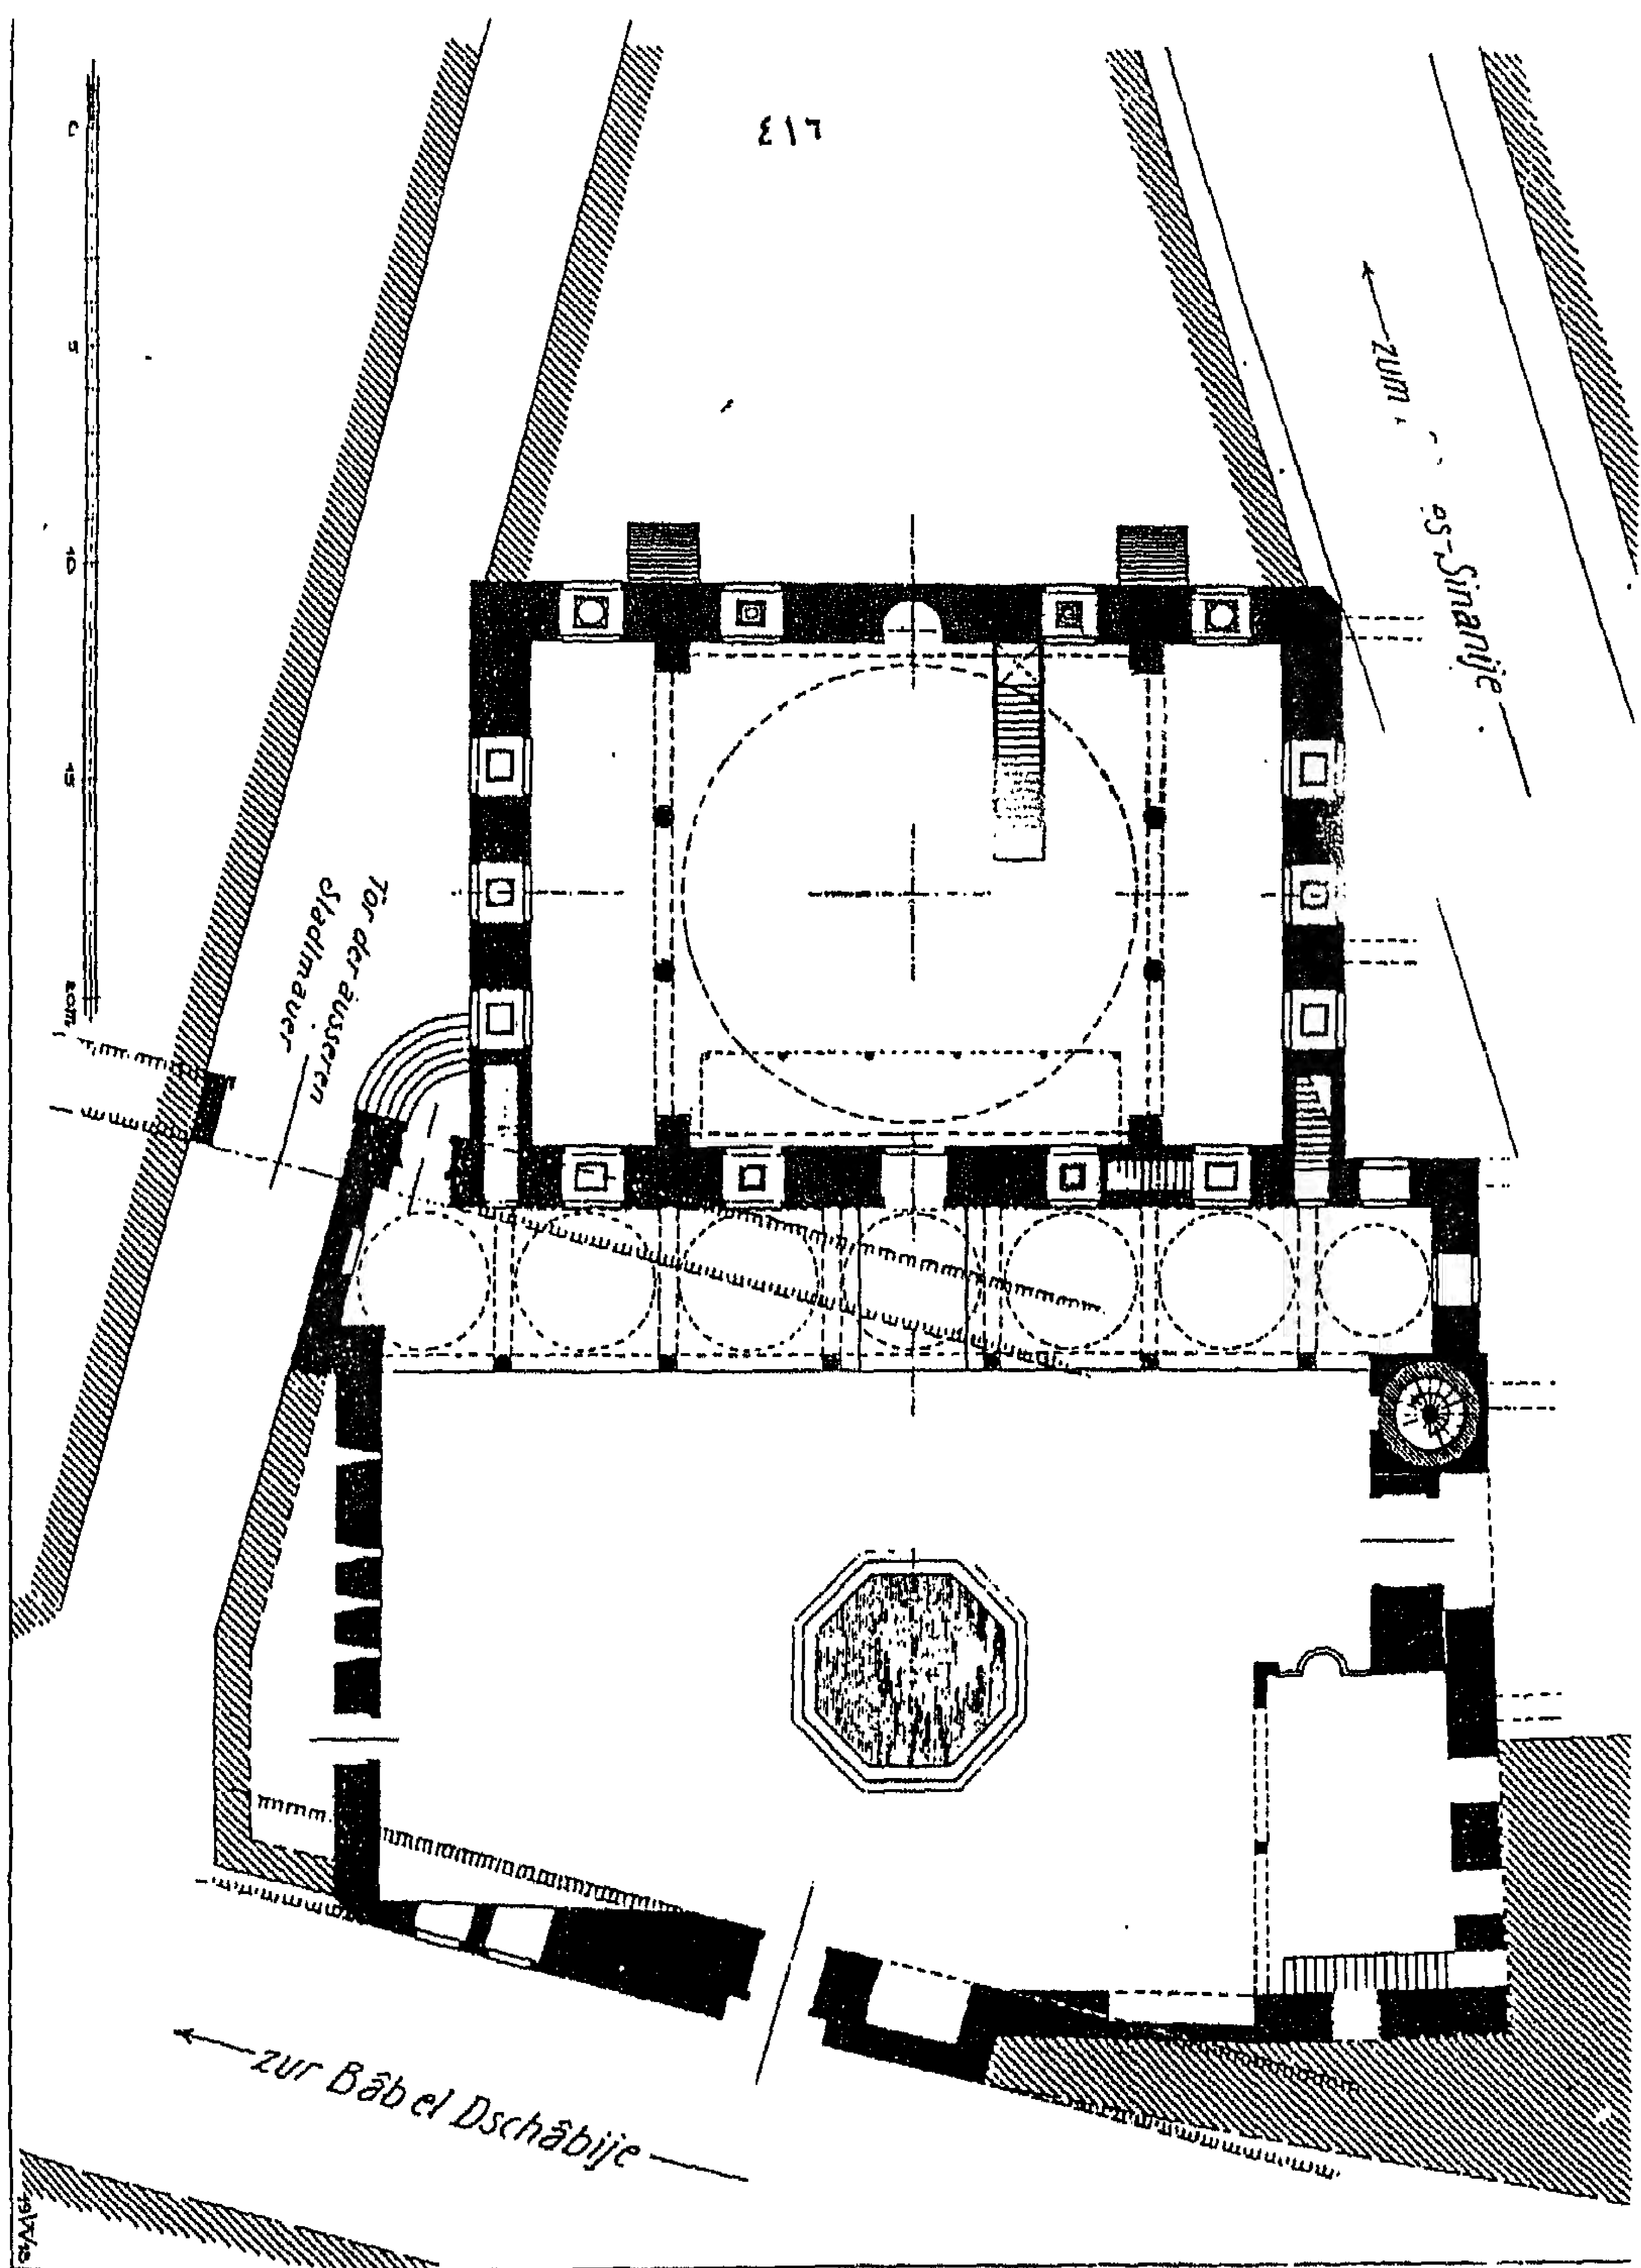 ٤١٦
0
5
10
15
20m
zum
es-Sinanije
Tor der äusseren
Stadtmauer
zur Bâb el Dschâbije